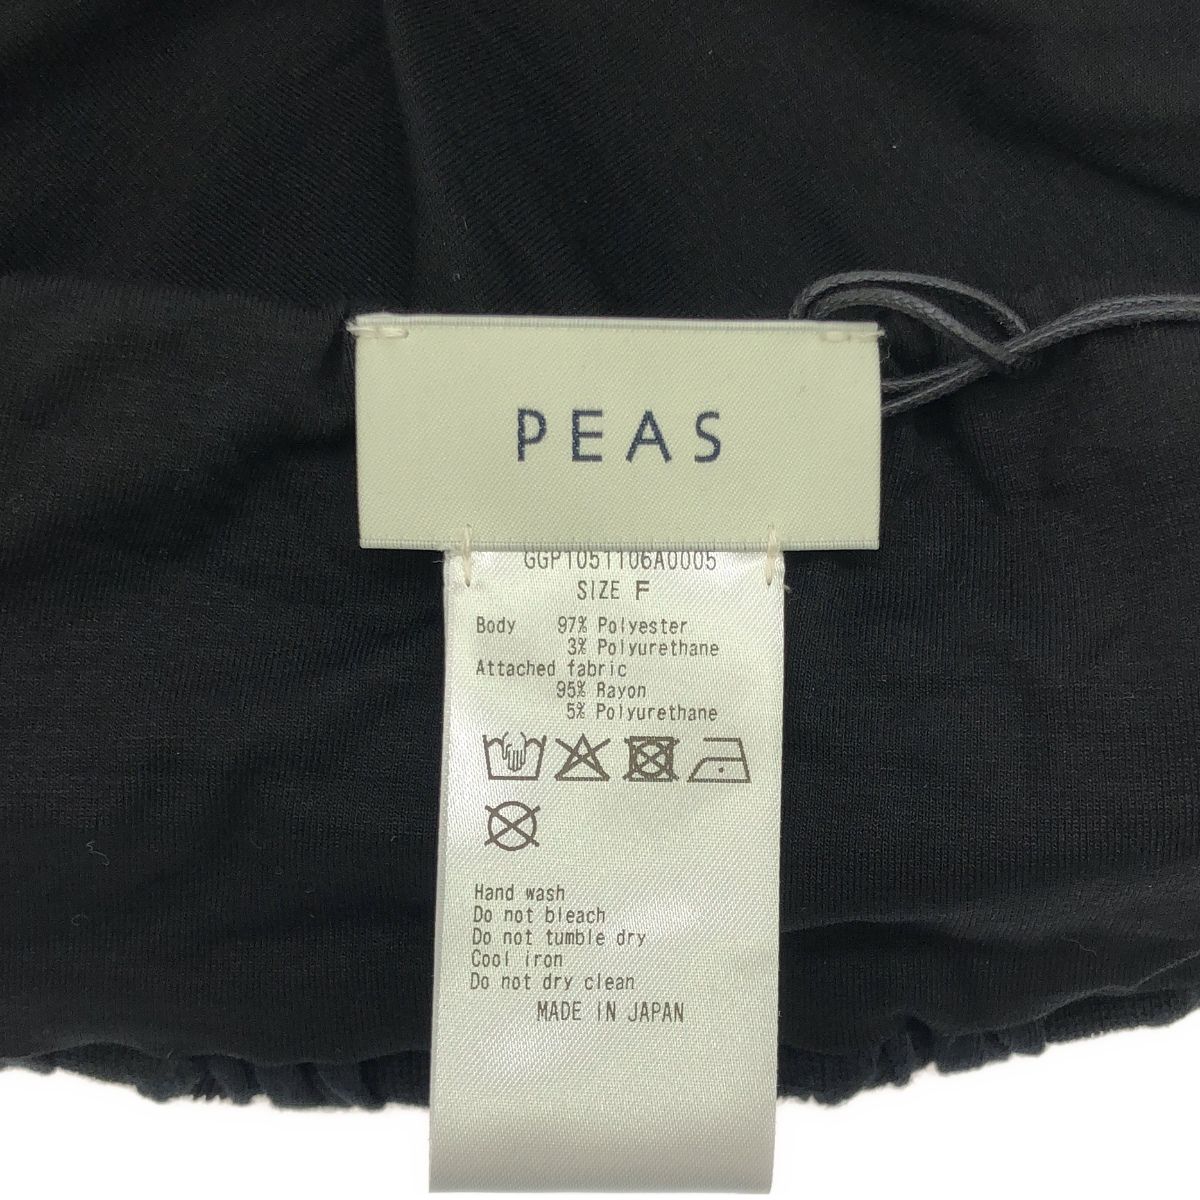 PEAS
GGP1051106A0005
SIZE F
Body 97% Polyester
3% Polyurethane
Attached fabric
95% Rayon
5% Polyurethane
Hand wash
Do not bleach
Do not tumble dry
Cool iron
Do not dry clean
MADE IN JAPAN